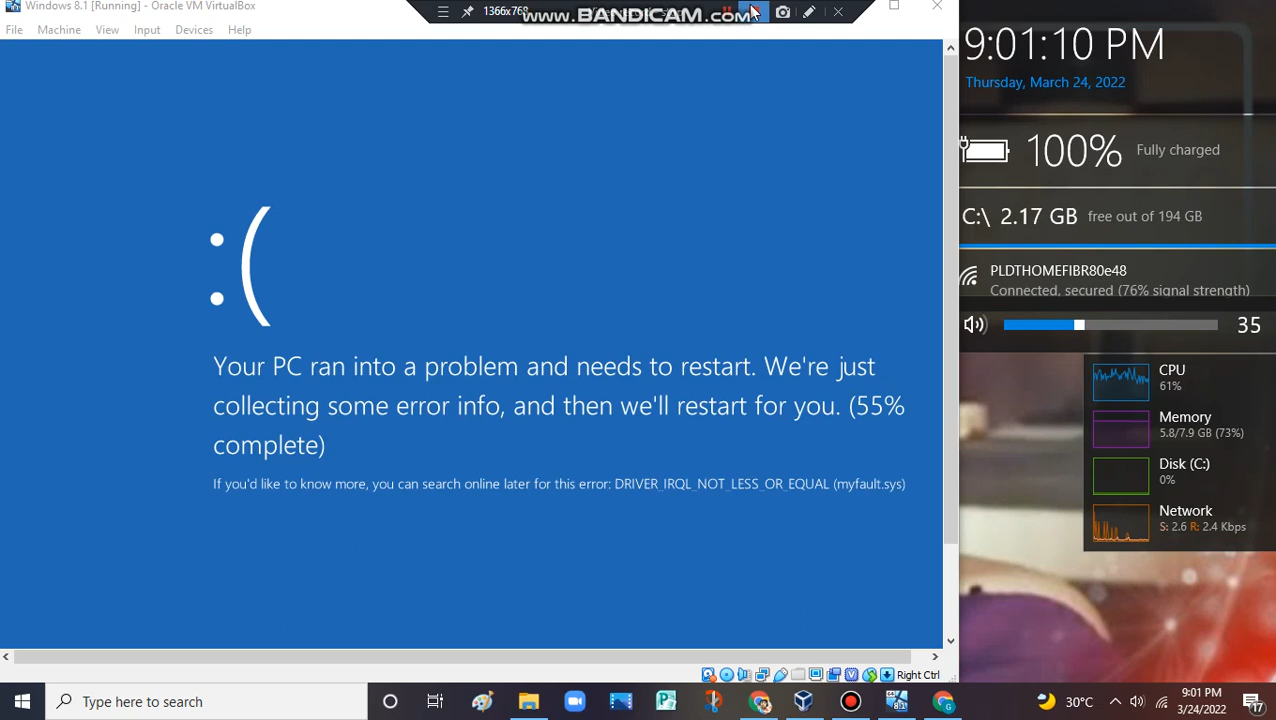 Windows 8.1 [Running] - Oracle VM VirtualBox
1366x768
www.BANDICAM.com
File Machine View Input Devices Help
9:01:10 PM
Thursday, March 24, 2022
100% Fully charged
C:\ 2.17 GB free out of 194 GB
PLDTHOMEFIBR80e48
Connected, secured (76% signal strength)
35
:(
Your PC ran into a problem and needs to restart. We're just
collecting some error info, and then we'll restart for you. (55%
complete)
If you'd like to know more, you can search online later for this error: DRIVER_IRQL_NOT_LESS_OR_EQUAL (myfault.sys)
CPU
61%
Memory
5.8/7.9 GB (73%)
Disk (C:)
0%
Network
S: 2.6 R: 2.4 Kbps
Right Ctrl
Type here to search
30°C
9:01 PM
3/24/2022
17